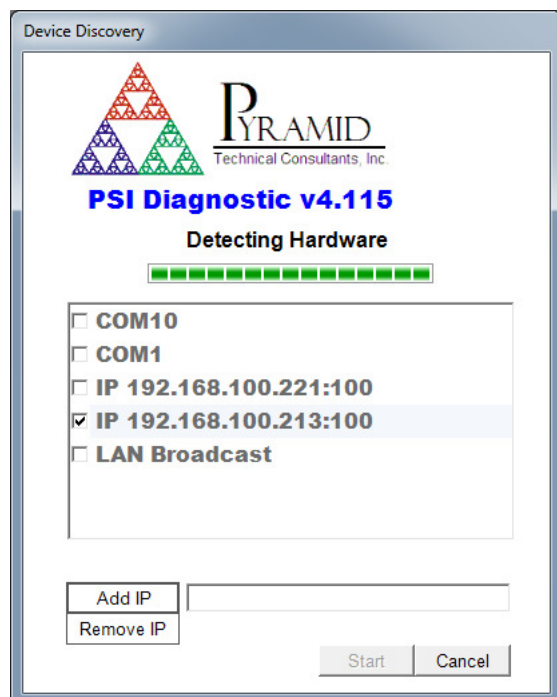 Device Discovery
PYRAMID
Technical Consultants, Inc.
PSI Diagnostic v4.115
Detecting Hardware
COM10
COM1
IP 192.168.100.221:100
IP 192.168.100.213:100
LAN Broadcast
Add IP
Remove IP
Start Cancel